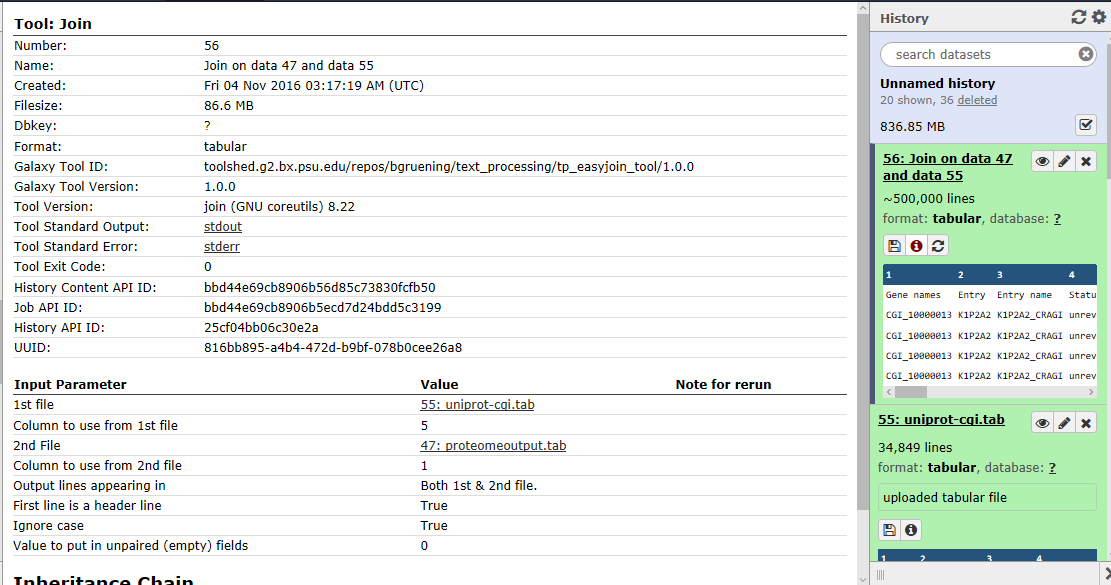 Tool: Join
Number: 56
Name: Join on data 47 and data 55
Created: Fri 04 Nov 2016 03:17:19 AM (UTC)
Filesize: 86.6 MB
Dbkey: ?
Format: tabular
Galaxy Tool ID: toolshed.g2.bx.psu.edu/repos/bgruening/text_processing/tp_easyjoin_tool/1.0.0
Galaxy Tool Version: 1.0.0
Tool Version: join (GNU coreutils) 8.22
Tool Standard Output: stdout
Tool Standard Error: stderr
Tool Exit Code: 0
History Content API ID: bbd44e69cb8906b56d85c73830fcfb50
Job API ID: bbd44e69cb8906b5ecd7d24bdd5c3199
History API ID: 25cf04bb06c30e2a
UUID: 816bb895-a4b4-472d-b9bf-078b0cee26a8
Input Parameter Value Note for rerun
1st file 55: uniprot-cgi.tab
Column to use from 1st file 5
2nd File 47: proteomeoutput.tab
Column to use from 2nd file 1
Output lines appearing in Both 1st & 2nd file.
First line is a header line True
Ignore case True
Value to put in unpaired (empty) fields 0
Inheritance Chain
History
search datasets
Unnamed history
20 shown, 36 deleted
836.85 MB
56: Join on data 47
and data 55
~500,000 lines
format: tabular, database: ?
1 2 3 4
Gene names Entry Entry name Statu
CGI_10000013 K1P2A2 K1P2A2_CRAGI unrev
CGI_10000013 K1P2A2 K1P2A2_CRAGI unrev
CGI_10000013 K1P2A2 K1P2A2_CRAGI unrev
CGI_10000013 K1P2A2 K1P2A2_CRAGI unrev
55: uniprot-cgi.tab
34,849 lines
format: tabular, database: ?
uploaded tabular file
1 2 3 4